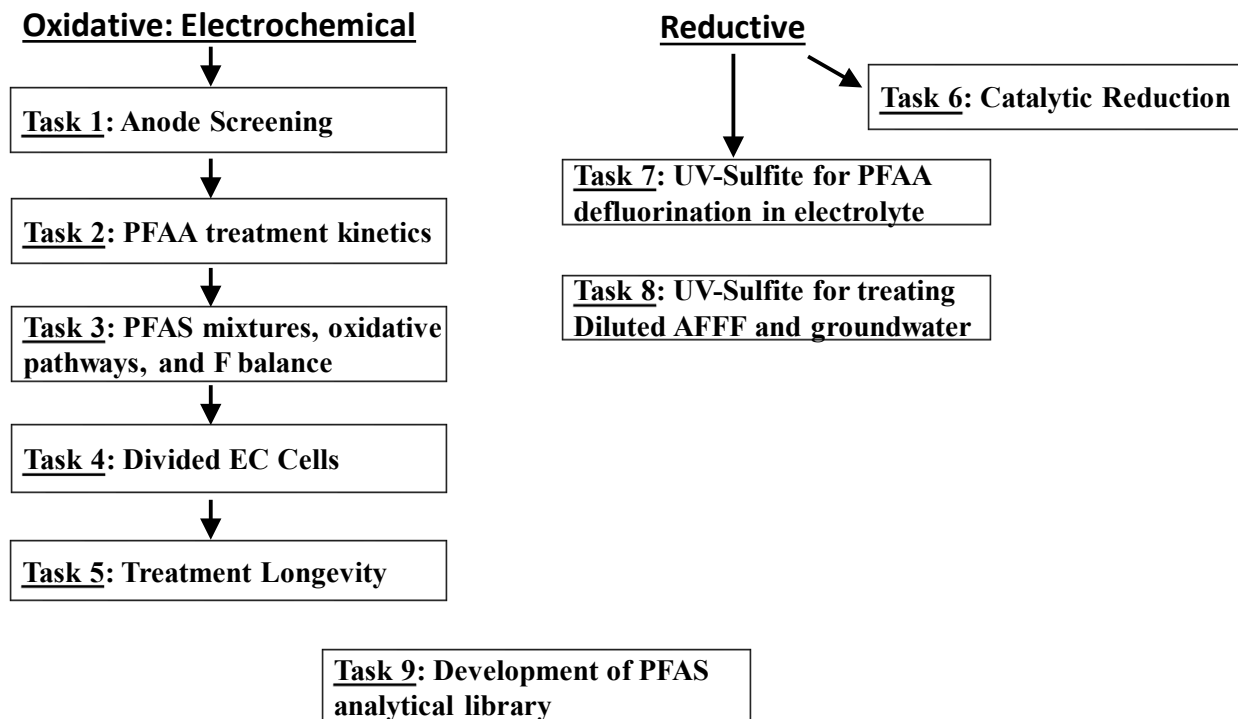 Oxidative: Electrochemical
Task 1: Anode Screening
Task 2: PFAA treatment kinetics
Task 3: PFAS mixtures, oxidative
pathways, and F balance
Task 4: Divided EC Cells
Task 5: Treatment Longevity
Reductive
Task 6: Catalytic Reduction
Task 7: UV-Sulfite for PFAA
defluorination in electrolyte
Task 8: UV-Sulfite for treating
Diluted AFFF and groundwater
Task 9: Development of PFAS
analytical library